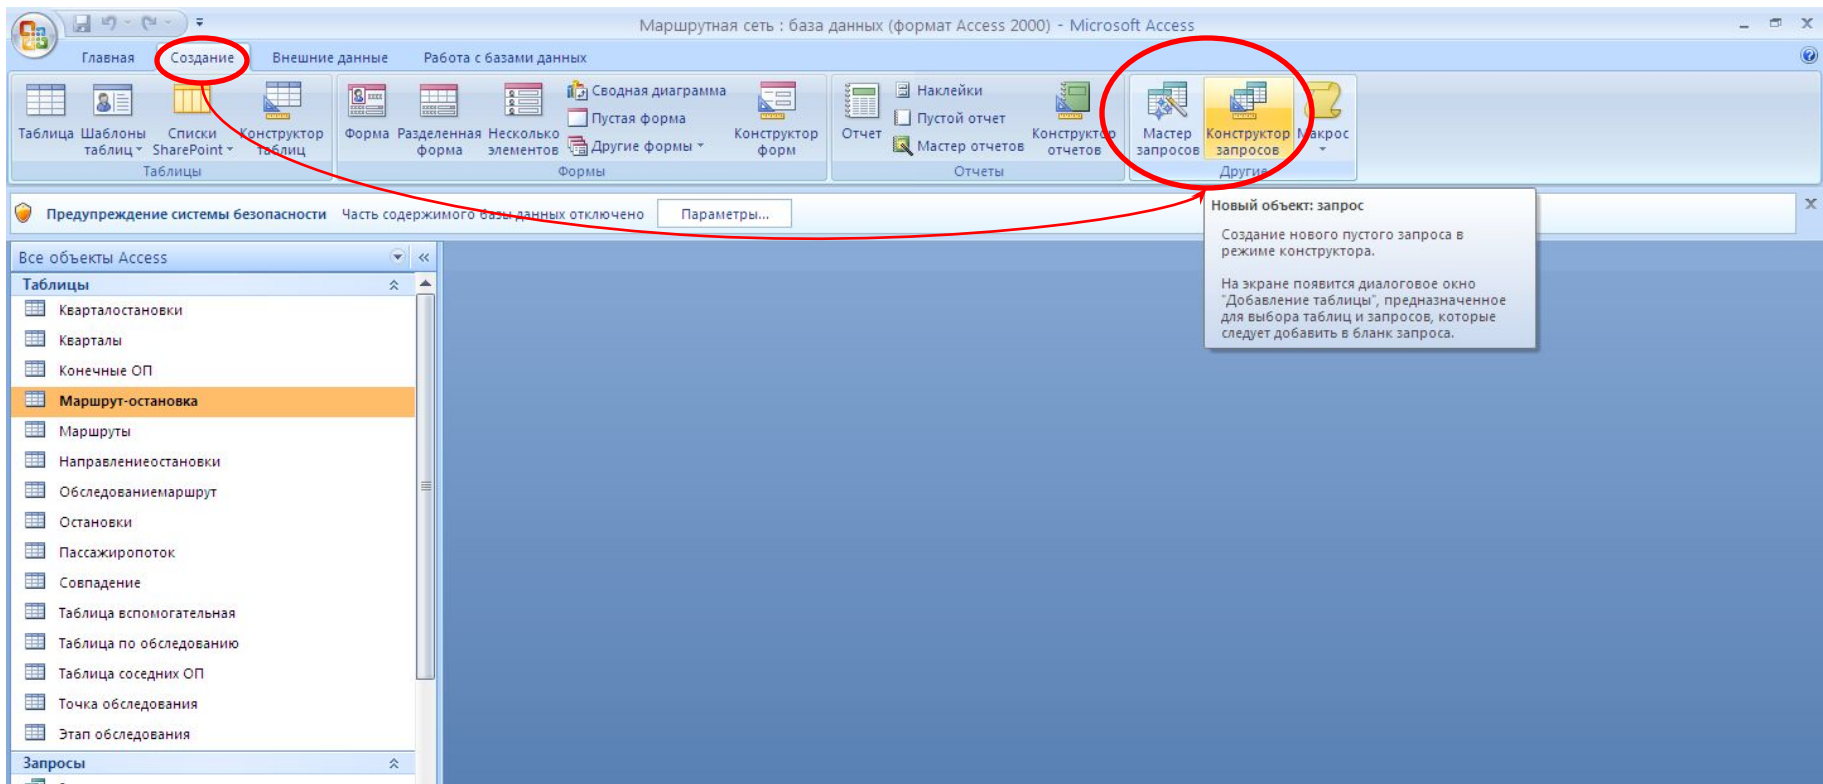 Маршрутная сеть : база данных (формат Access 2000) - Microsoft Access
Главная Создание Внешние данные Работа с базами данных
Таблица
Шаблоны
таблиц
Списки
SharePoint
Конструктор
таблиц
Таблицы
Форма
Разделенная
форма
Несколько
элементов
Сводная диаграмма
Пустая форма
Другие формы
Конструктор
форм
Формы
Отчет
Наклейки
Пустой отчет
Мастер отчетов
Конструктор
отчетов
Отчеты
Мастер
запросов
Конструктор
запросов
Макрос
Другие
Предупреждение системы безопасности Часть содержимого базы данных отключено Параметры...
Новый объект: запрос
Создание нового пустого запроса в
режиме конструктора.
На экране появится диалоговое окно
"Добавление таблицы", предназначенное
для выбора таблиц и запросов, которые
следует добавить в бланк запроса.
Все объекты Access
Таблицы
Кварталостановки
Кварталы
Конечные ОП
Маршрут-остановка
Маршруты
Направлениеостановки
Обследованиемаршрут
Остановки
Пассажиропоток
Совпадение
Таблица вспомогательная
Таблица по обследованию
Таблица соседних ОП
Точка обследования
Этап обследования
Запросы